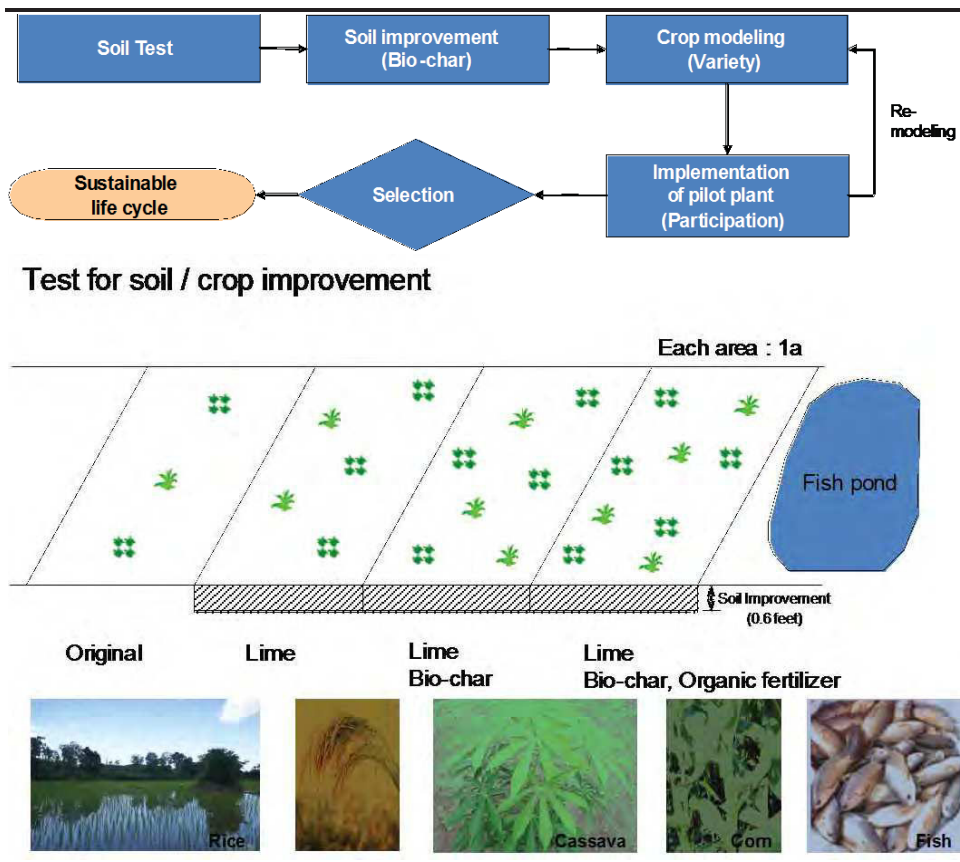 Soil Test
Soil improvement
(Bio-char)
Crop modeling
(Variety)
Re-
modeling
Sustainable
life cycle
Selection
Implementation
of pilot plant
(Participation)
Test for soil / crop improvement
Each area : 1a
Fish pond
Soil Improvement
(0.6 feet)
Original
Lime
Lime
Bio-char
Lime
Bio-char, Organic fertilizer
Rice
Cassava
Corn
Fish